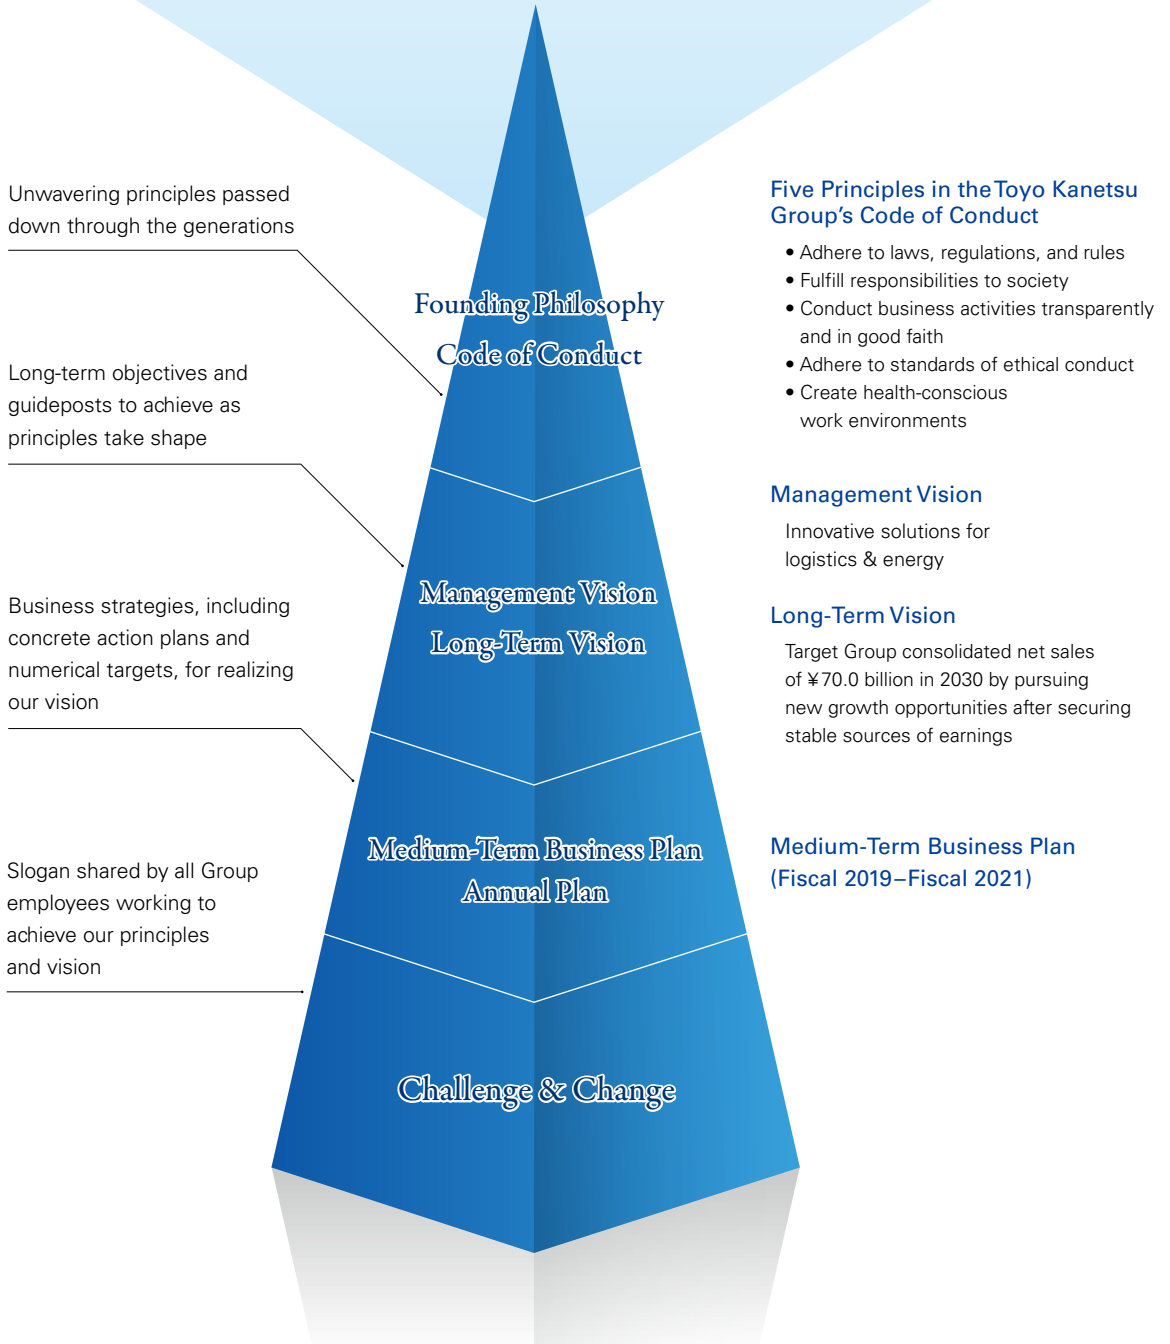 Unwavering principles passed
down through the generations
Long-term objectives and
guideposts to achieve as
principles take shape
Business strategies, including
concrete action plans and
numerical targets, for realizing
our vision
Slogan shared by all Group
employees working to
achieve our principles
and vision
Founding Philosophy
Code of Conduct
Management Vision
Long-Term Vision
Medium-Term Business Plan
Annual Plan
Challenge & Change
Five Principles in the Toyo Kanetsu
Group's Code of Conduct
• Adhere to laws, regulations, and rules
• Fulfill responsibilities to society
• Conduct business activities transparently
and in good faith
• Adhere to standards of ethical conduct
• Create health-conscious
work environments
Management Vision
Innovative solutions for
logistics & energy
Long-Term Vision
Target Group consolidated net sales
of ¥70.0 billion in 2030 by pursuing
new growth opportunities after securing
stable sources of earnings
Medium-Term Business Plan
(Fiscal 2019–Fiscal 2021)